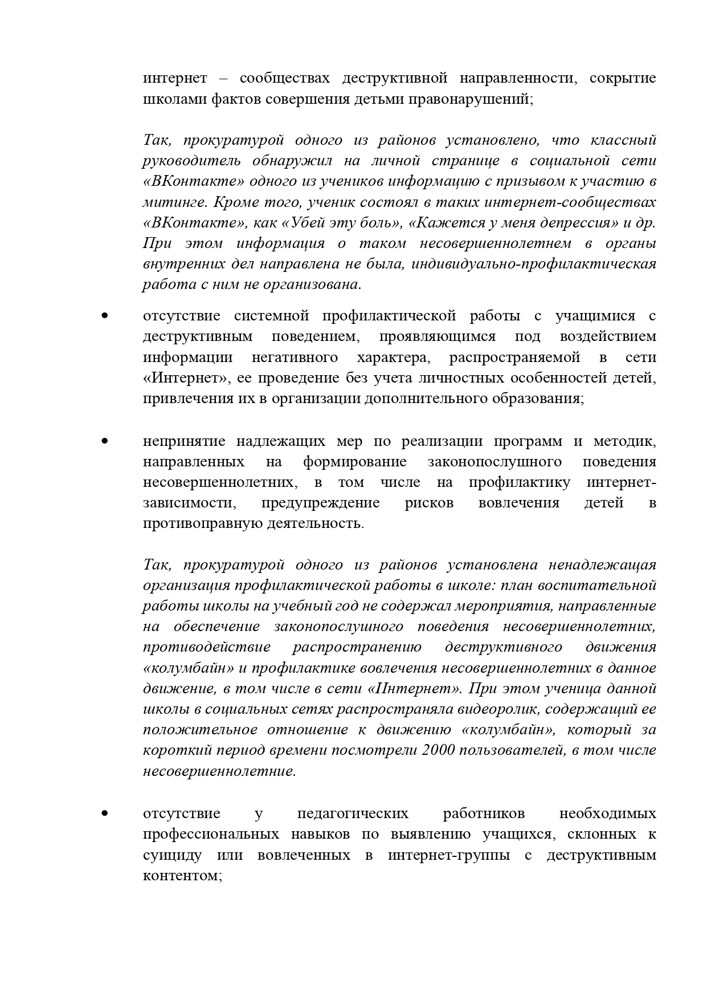 интернет – сообществах деструктивной направленности, сокрытие
школами фактов совершения детьми правонарушений;
Так, прокуратурой одного из районов установлено, что классный
руководитель обнаружил на личной странице в социальной сети
«ВКонтакте» одного из учеников информацию с призывом к участию в
митинге. Кроме того, ученик состоял в таких интернет-сообществах
«ВКонтакте», как «Убей эту боль», «Кажется у меня депрессия» и др.
При этом информация о таком несовершеннолетнем в органы
внутренних дел направлена не была, индивидуально-профилактическая
работа с ним не организована.
• отсутствие системной профилактической работы с учащимися с
деструктивным поведением, проявляющимся под воздействием
информации негативного характера, распространяемой в сети
«Интернет», ее проведение без учета личностных особенностей детей,
привлечения их в организации дополнительного образования;
• непринятие надлежащих мер по реализации программ и методик,
направленных на формирование законопослушного поведения
несовершеннолетних, в том числе на профилактику интернет-
зависимости, предупреждение рисков вовлечения детей в
противоправную деятельность.
Так, прокуратурой одного из районов установлена ненадлежащая
организация профилактической работы в школе: план воспитательной
работы школы на учебный год не содержал мероприятия, направленные
на обеспечение законопослушного поведения несовершеннолетних,
противодействие распространению деструктивного движения
«колумбайн» и профилактике вовлечения несовершеннолетних в данное
движение, в том числе в сети «Интернет». При этом ученица данной
школы в социальных сетях распространяла видеоролик, содержащий ее
положительное отношение к движению «колумбайн», который за
короткий период времени посмотрели 2000 пользователей, в том числе
несовершеннолетние.
• отсутствие у педагогических работников необходимых
профессиональных навыков по выявлению учащихся, склонных к
суициду или вовлеченных в интернет-группы с деструктивным
контентом;